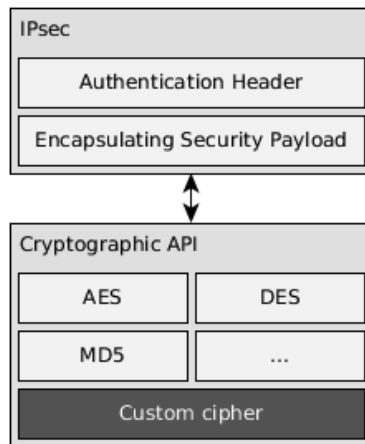 IPsec
Authentication Header
Encapsulating Security Payload
Cryptographic API
AES
DES
MD5
...
Custom cipher